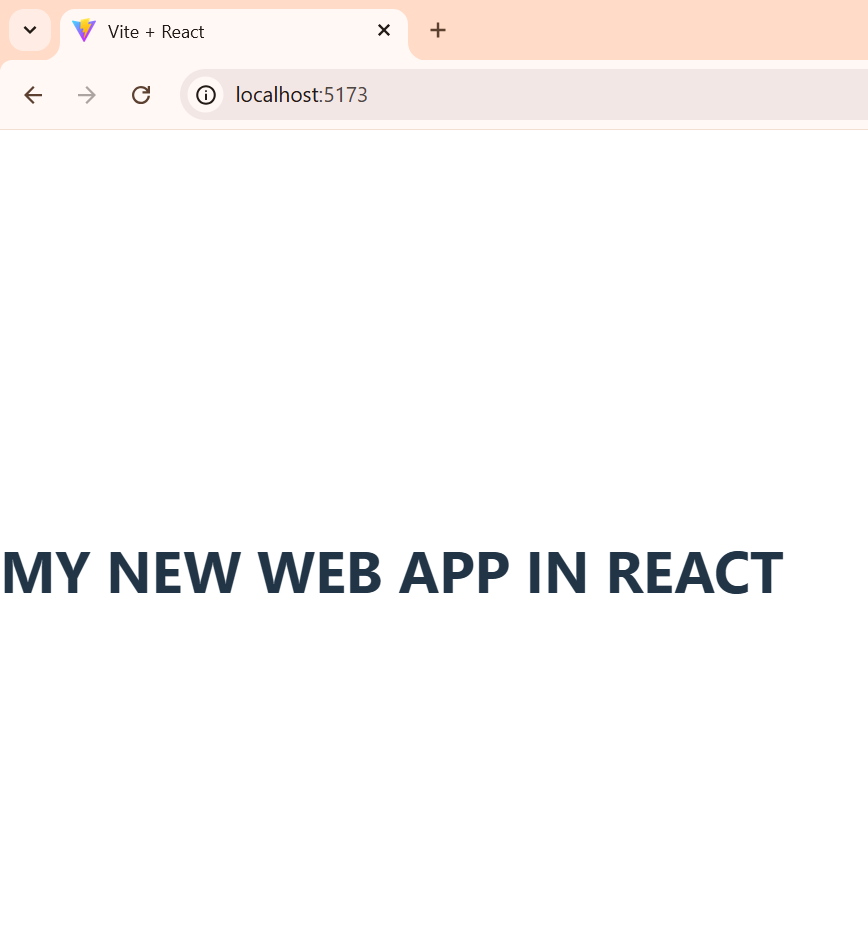 Vite + React
localhost:5173
MY NEW WEB APP IN REACT